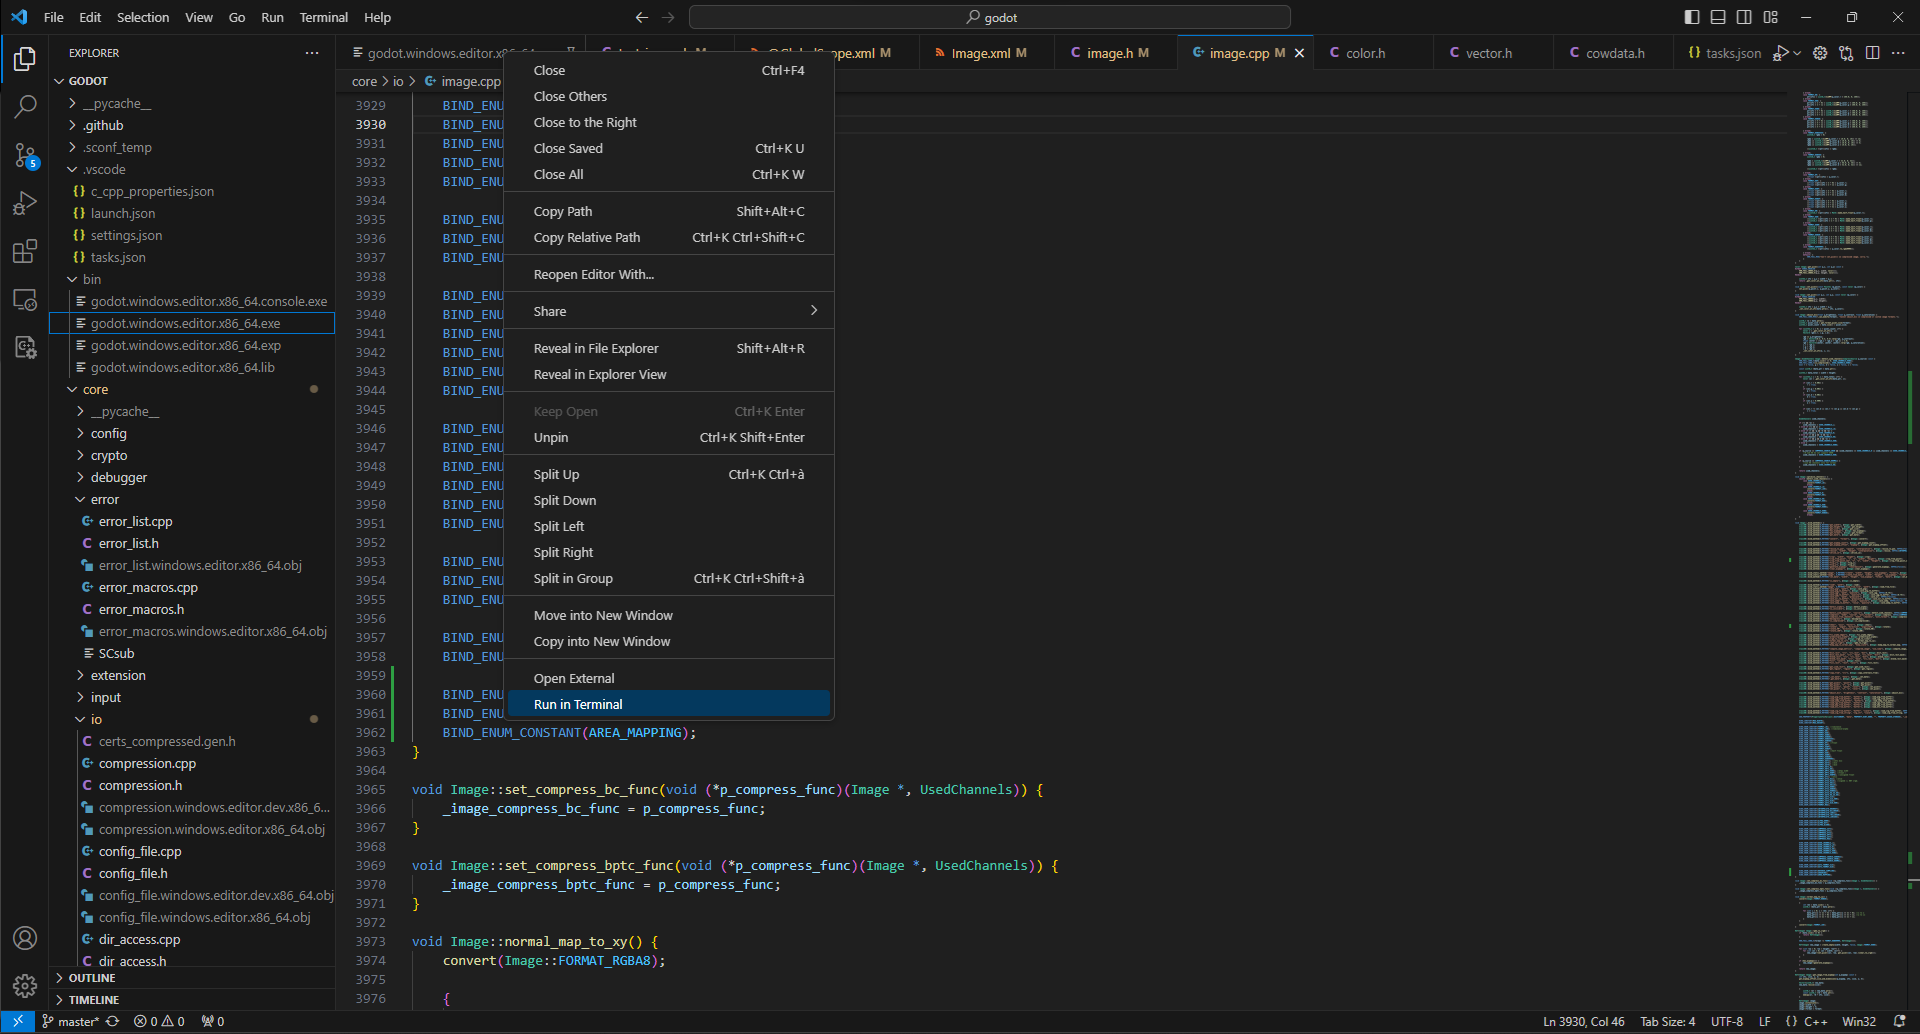 File Edit Selection View Go Run Terminal Help
godot
EXPLORER
GODOT
__pycache__
.github
.sconf_temp
.vscode
c_cpp_properties.json
launch.json
settings.json
tasks.json
bin
godot.windows.editor.x86_64.console.exe
godot.windows.editor.x86_64.exe
godot.windows.editor.x86_64.exp
godot.windows.editor.x86_64.lib
core
__pycache__
config
crypto
debugger
error
error_list.cpp
error_list.h
error_list.windows.editor.x86_64.obj
error_macros.cpp
error_macros.h
error_macros.windows.editor.x86_64.obj
SCsub
extension
input
io
certs_compressed.gen.h
compression.cpp
compression.h
compression.windows.editor.dev.x86_6...
compression.windows.editor.x86_64.obj
config_file.cpp
config_file.h
config_file.windows.editor.dev.x86_64.obj
config_file.windows.editor.x86_64.obj
dir_access.cpp
dir_access.h
OUTLINE
TIMELINE
5
Image.xml M image.h M image.cpp M color.h vector.h cowdata.h tasks.json
core > io > image.cpp
Close Ctrl+F4
Close Others
Close to the Right
Close Saved Ctrl+K U
Close All Ctrl+K W
Copy Path Shift+Alt+C
Copy Relative Path Ctrl+K Ctrl+Shift+C
Reopen Editor With...
Share
Reveal in File Explorer Shift+Alt+R
Reveal in Explorer View
Keep Open Ctrl+K Enter
Unpin Ctrl+K Shift+Enter
Split Up Ctrl+K Ctrl+à
Split Down
Split Left
Split Right
Split in Group Ctrl+K Ctrl+Shift+à
Move into New Window
Copy into New Window
Open External
Run in Terminal
3929 BIND_ENU
3930 BIND_ENU
3931 BIND_ENU
3932 BIND_ENU
3933 BIND_ENU
3934
3935 BIND_ENU
3936 BIND_ENU
3937 BIND_ENU
3938
3939 BIND_ENU
3940 BIND_ENU
3941 BIND_ENU
3942 BIND_ENU
3943 BIND_ENU
3944 BIND_ENU
3945
3946 BIND_ENU
3947 BIND_ENU
3948 BIND_ENU
3949 BIND_ENU
3950 BIND_ENU
3951 BIND_ENU
3952
3953 BIND_ENU
3954 BIND_ENU
3955 BIND_ENU
3956
3957 BIND_ENU
3958 BIND_ENU
3959
3960 BIND_ENU
3961 BIND_ENU
3962 BIND_ENUM_CONSTANT(AREA_MAPPING);
3963 }
3964
3965 void Image::set_compress_bc_func(void (*p_compress_func)(Image *, UsedChannels)) {
3966 _image_compress_bc_func = p_compress_func;
3967 }
3968
3969 void Image::set_compress_bptc_func(void (*p_compress_func)(Image *, UsedChannels)) {
3970 _image_compress_bptc_func = p_compress_func;
3971 }
3972
3973 void Image::normal_map_to_xy() {
3974 convert(Image::FORMAT_RGBA8);
3975
3976 {
master* 0 0 0 Ln 3930, Col 46 Tab Size: 4 UTF-8 LF {} C++ Win32